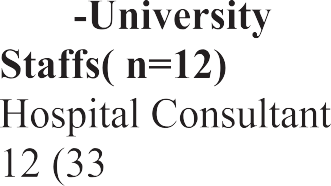 -University
Staffs( n=12)
Hospital Consultant
12 (33